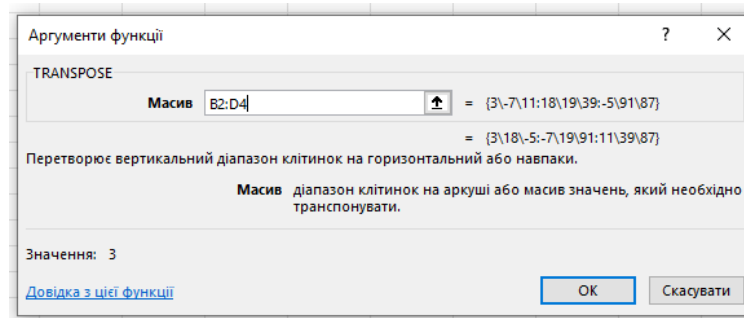 Аргументи функції ? ×
TRANSPOSE
Масив B2:D4 = {3\-7\11:18\19\39:-5\91\87}
= {3\18\-5:-7\19\91:11\39\87}
Перетворює вертикальний діапазон клітинок на горизонтальний або навпаки.
Масив діапазон клітинок на аркуші або масив значень, який необхідно
транспонувати.
Значення: 3
Довідка з цієї функції ОК Скасувати